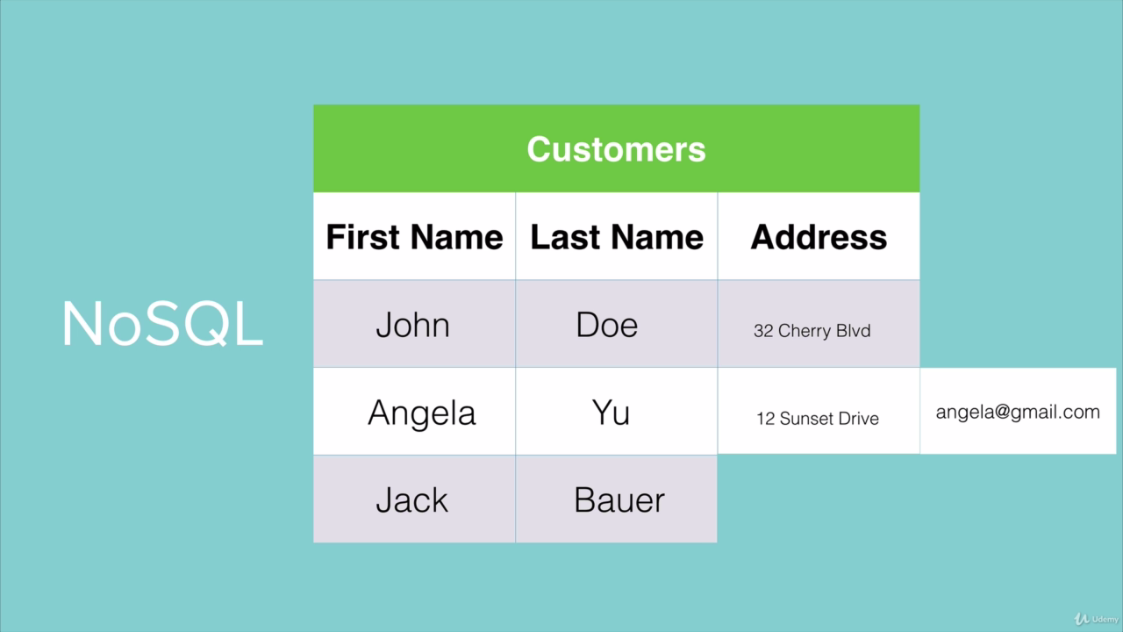 NoSQL
Customers
First Name Last Name Address
John Doe 32 Cherry Blvd
Angela Yu 12 Sunset Drive angela@gmail.com
Jack Bauer
Udemy